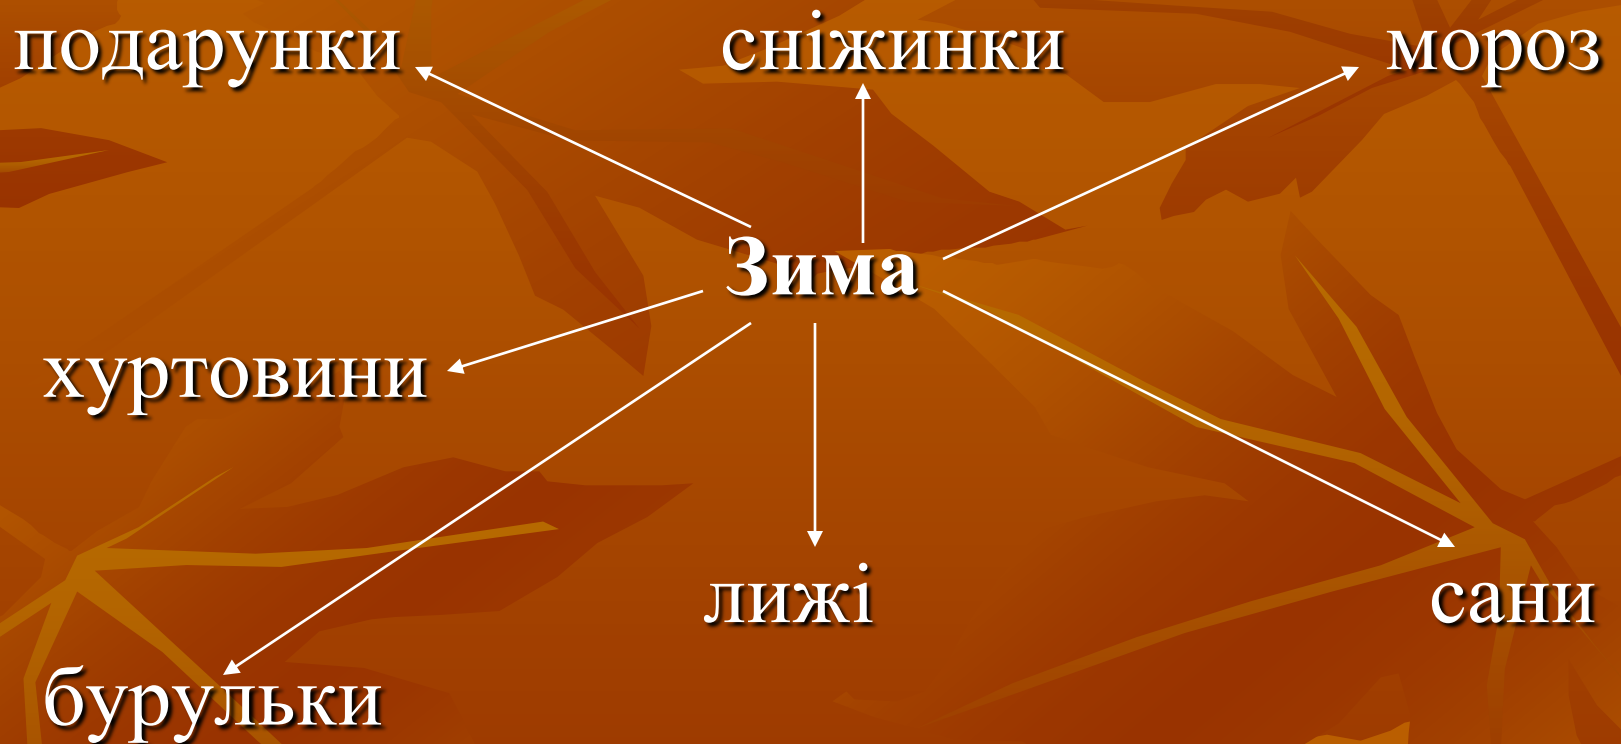 подарунки сніжинки мороз
Зима
хуртовини
лижі сани
бурульки